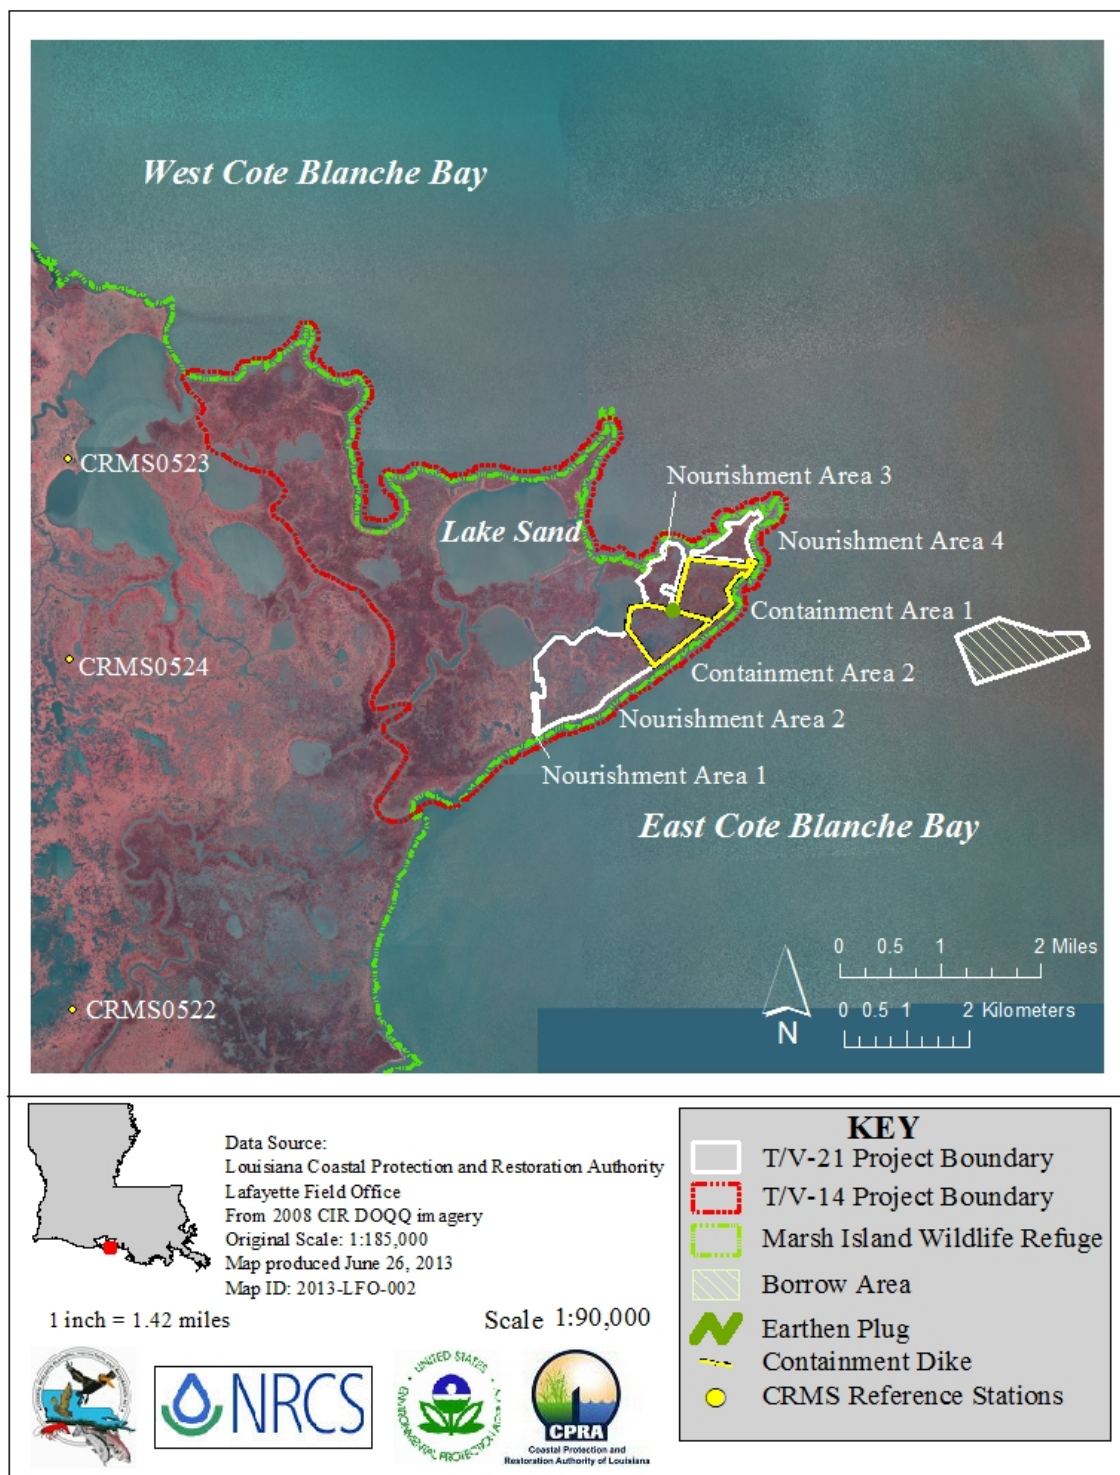 West Cote Blanche Bay
CRMS0523
Nourishment Area 3
Lake Sand
Nourishment Area 4
Containment Area 1
CRMS0524
Containment Area 2
Nourishment Area 2
Nourishment Area 1
East Cote Blanche Bay
0 0.5 1 2 Miles
CRMS0522
0 0.5 1 2 Kilometers
N
Data Source:
Louisiana Coastal Protection and Restoration Authority
Lafayette Field Office
From 2008 CIR DOQQ imagery
Original Scale: 1:185,000
Map produced June 26, 2013
Map ID: 2013-LFO-002
1 inch = 1.42 miles
Scale 1:90,000
KEY
T/V-21 Project Boundary
T/V-14 Project Boundary
Marsh Island Wildlife Refuge
Borrow Area
Earthen Plug
Containment Dike
CRMS Reference Stations
NRCS
UNITED STATES
ENVIRONMENTAL PROTECTION AGENCY
CPRA
Coastal Protection and
Restoration Authority of Louisiana